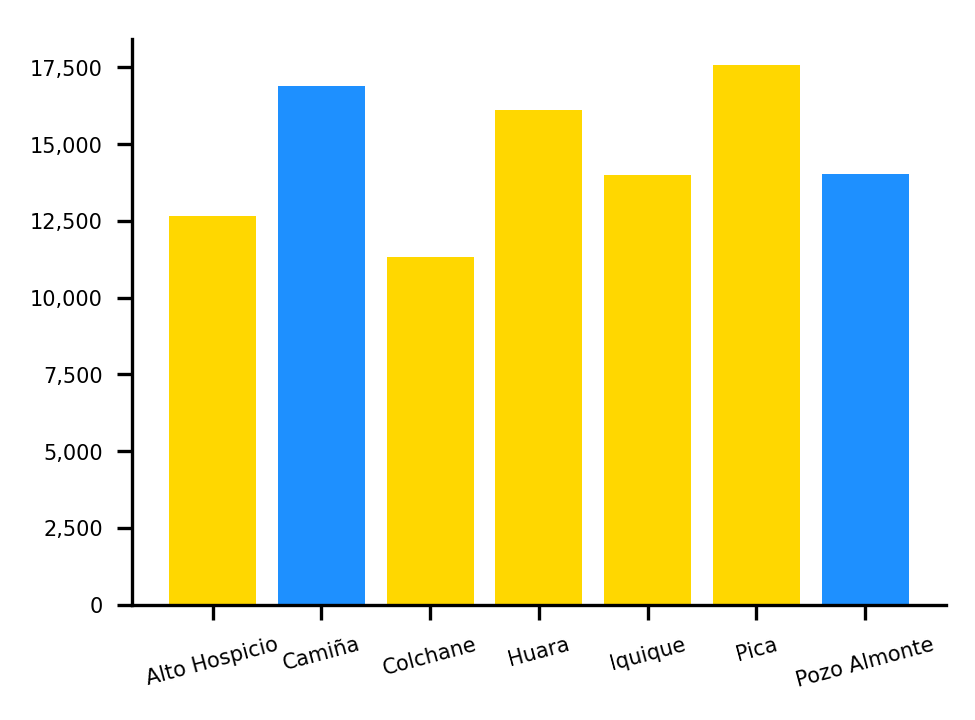 17,500
15,000
12,500
10,000
7,500
5,000
2,500
0
Alto Hospicio
Camiña
Colchane
Huara
Iquique
Pica
Pozo Almonte